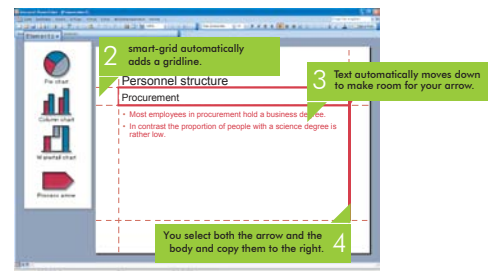 Elements
2 smart-grid automatically
adds a gridline.
Pie chart
Column chart
Waterfall chart
Process arrow
Personnel structure
Procurement
3 Text automatically moves down
to make room for your arrow.
• Most employees in procurement hold a business degree.
• In contrast the proportion of people with a science degree is
rather low.
You select both the arrow and the
body and copy them to the right. 4